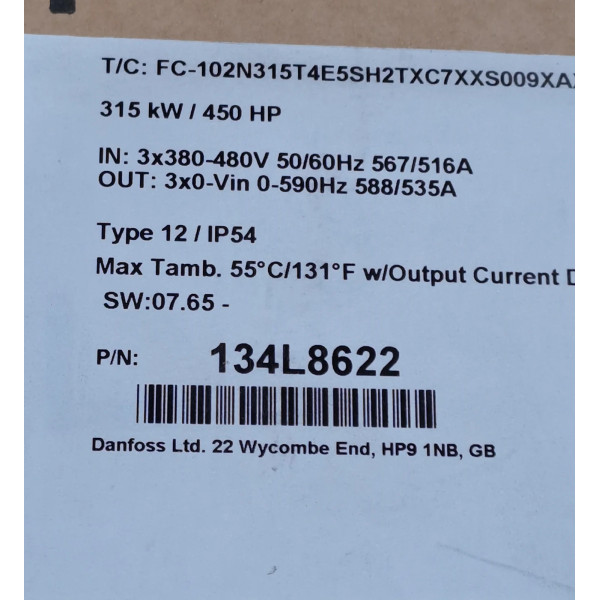 T/C: FC-102N315T4E5SH2TXC7XXS009XA
315 kW / 450 HP
IN: 3x380-480V 50/60Hz 567/516A
OUT: 3x0-Vin 0-590Hz 588/535A
Type 12 / IP54
Max Tamb. 55°C/131°F w/Output Current
SW:07.65 -
P/N: 134L8622
Danfoss Ltd. 22 Wycombe End, HP9 1NB, GB